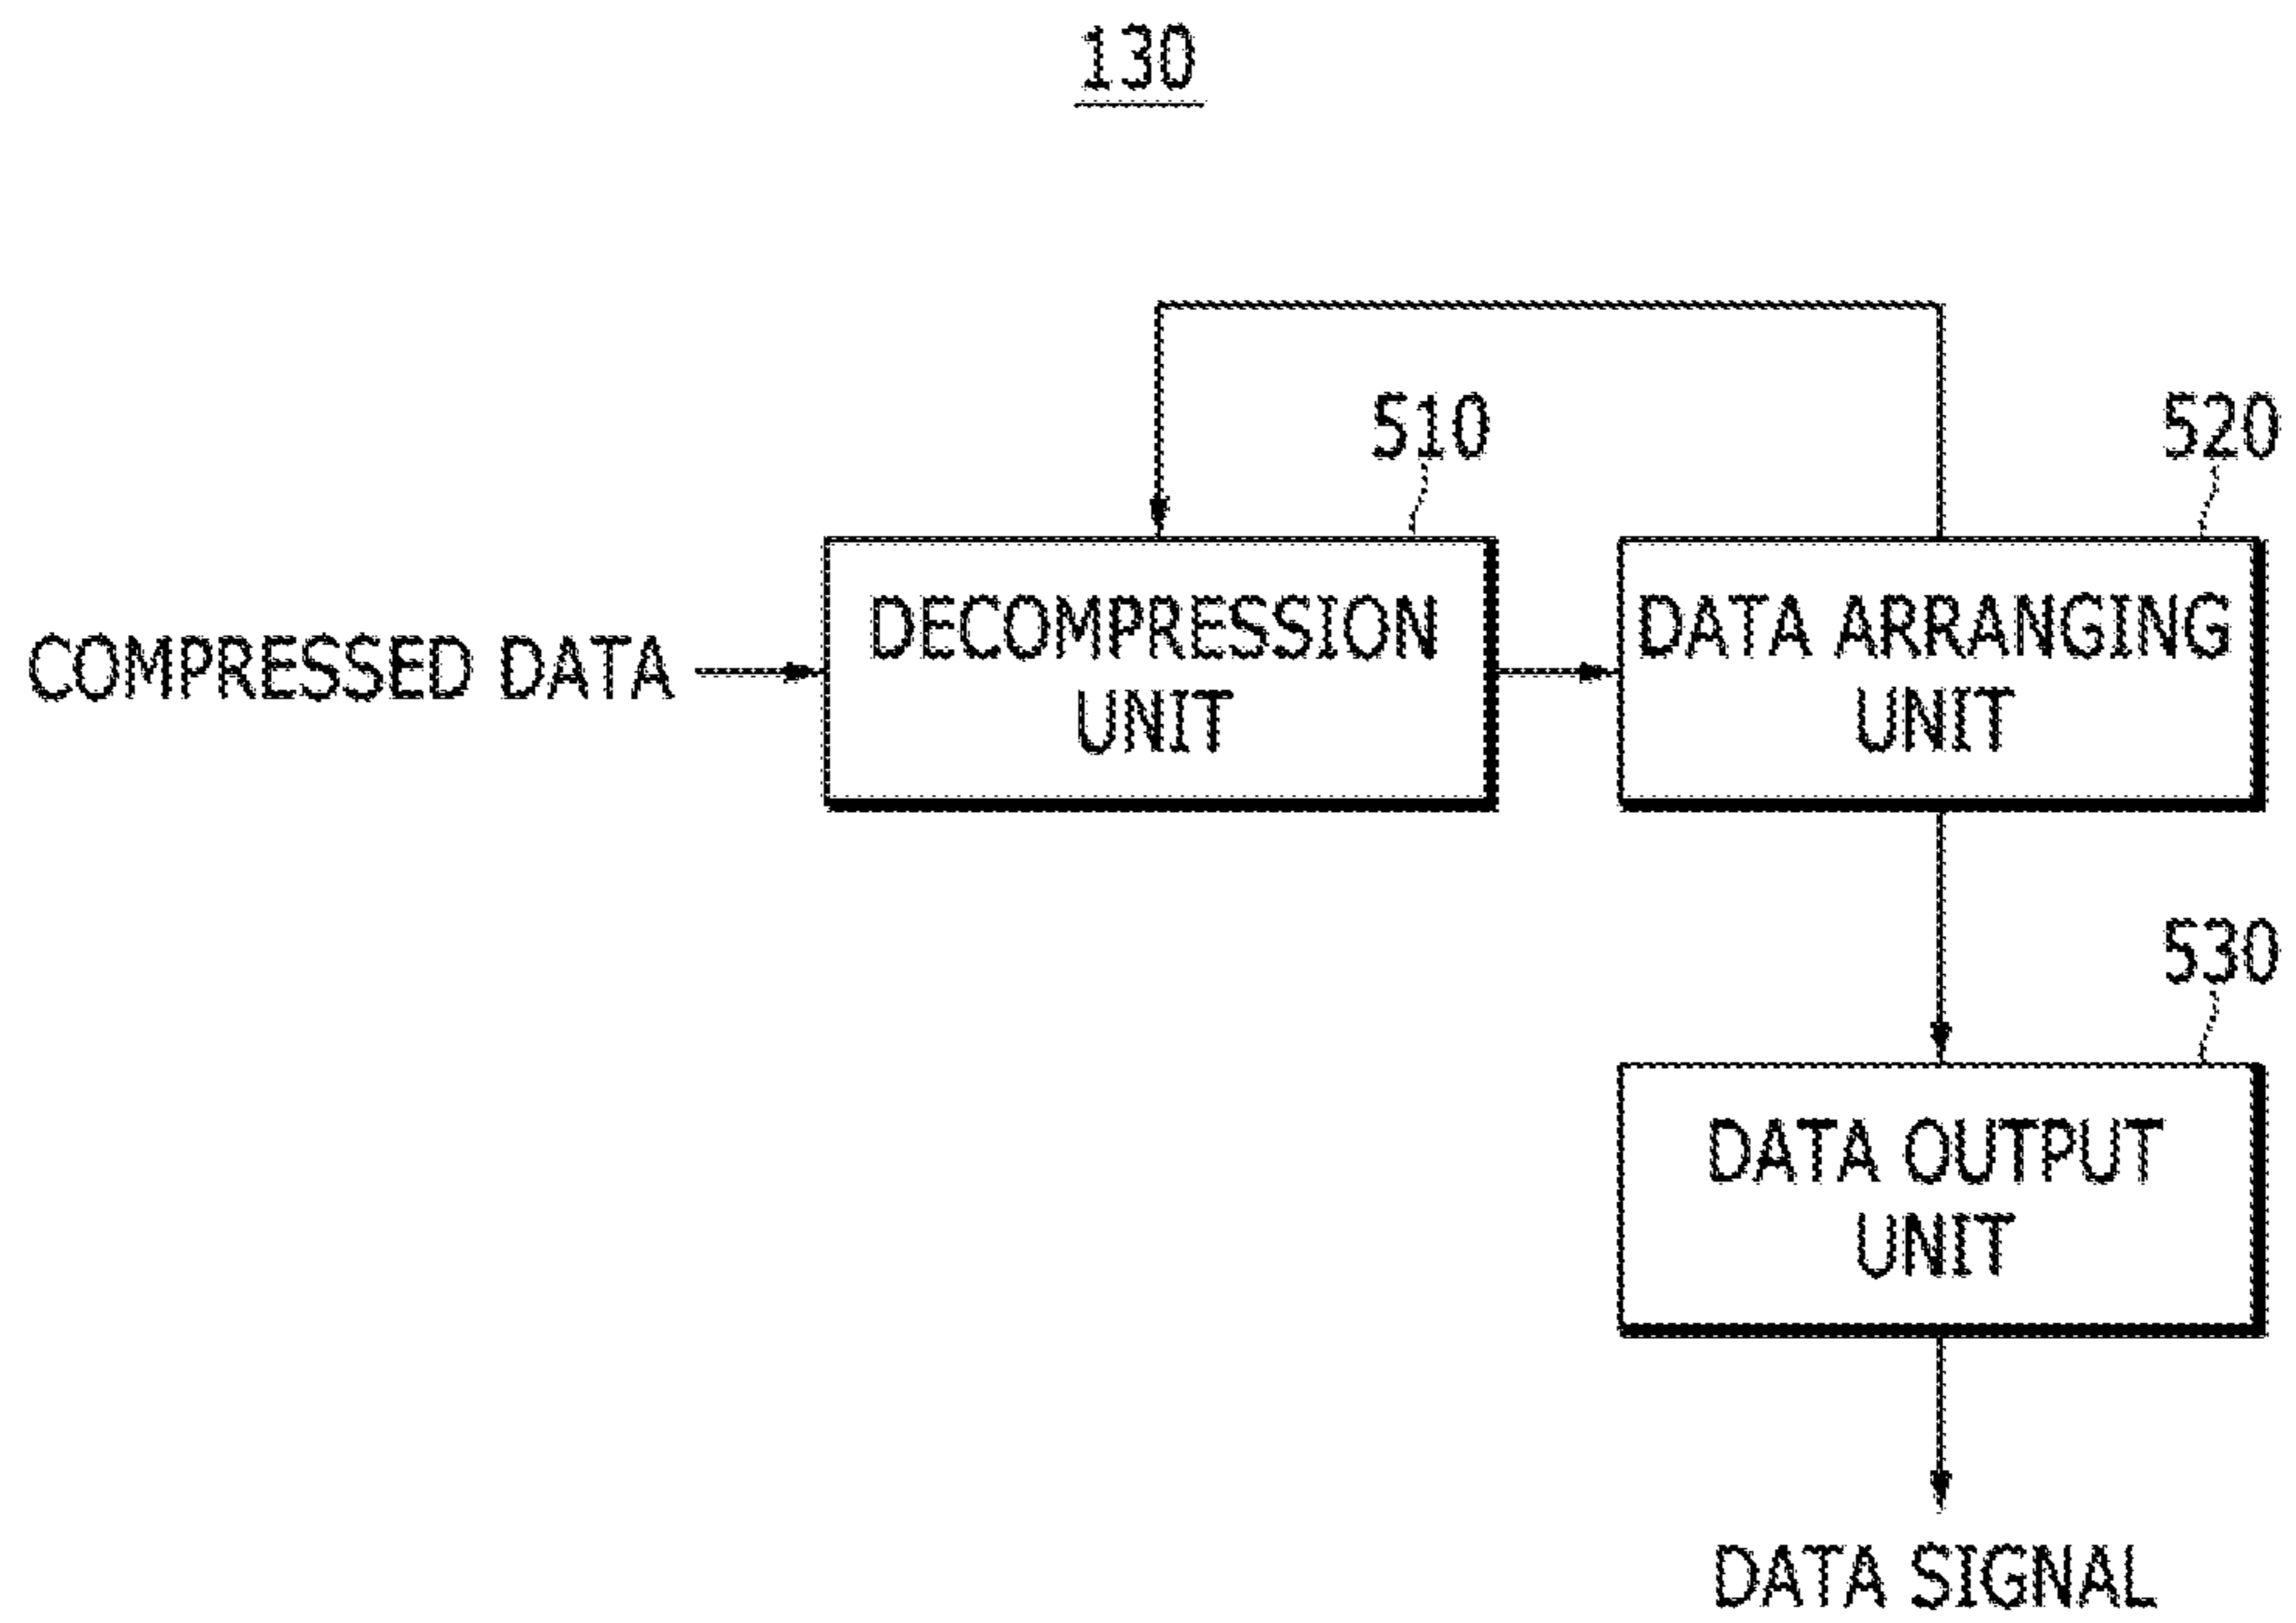 130
510
520
COMPRESSED DATA
DECOMPRESSION
UNIT
DATA ARRANGING
UNIT
530
DATA OUTPUT
UNIT
DATA SIGNAL